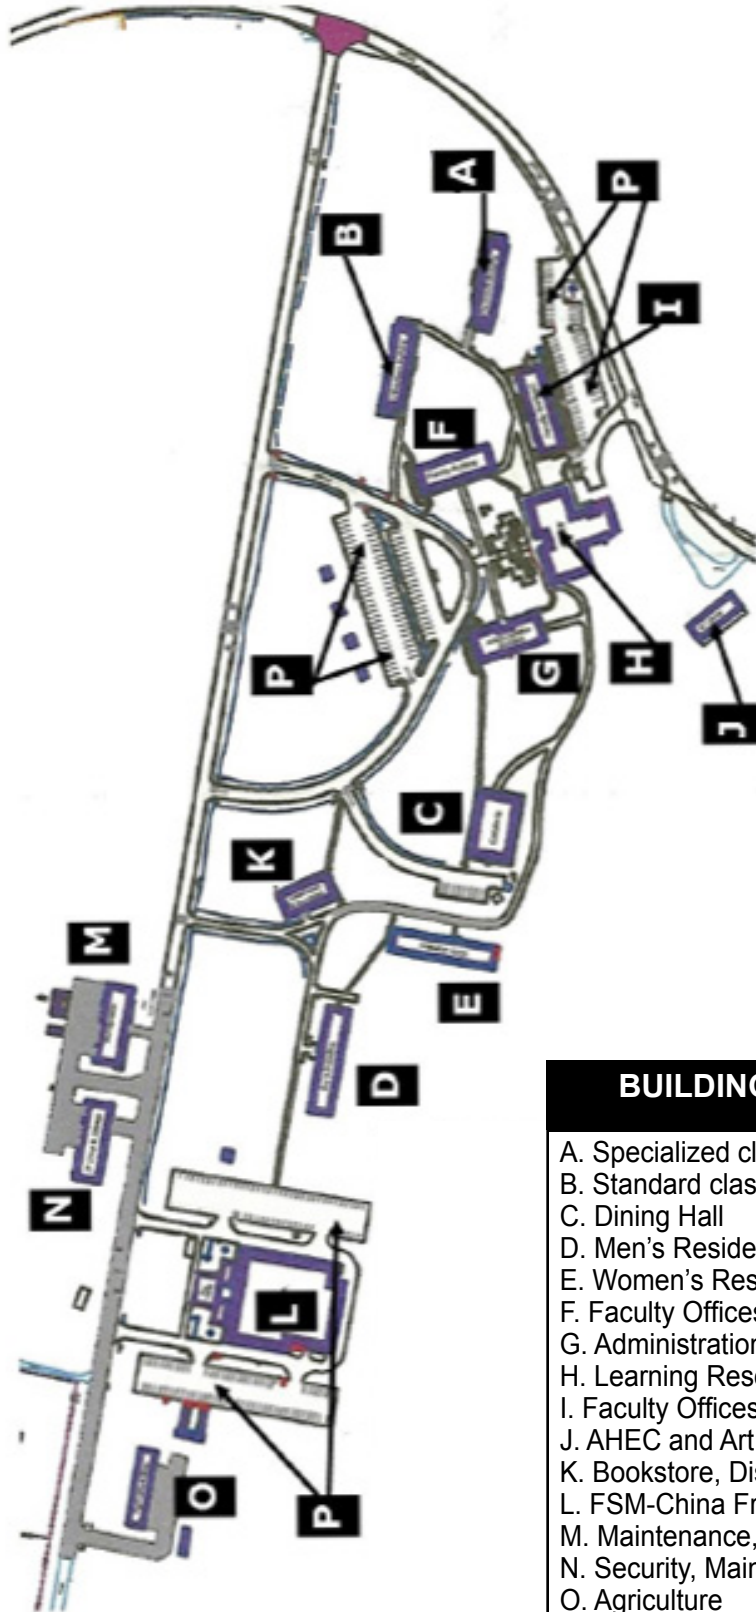 A
P
B
I
F
P
H
G
J
C
K
M
E
D
N
L
O
P
BUILDING
A. Specialized cl
B. Standard clas
C. Dining Hall
D. Men's Reside
E. Women's Res
F. Faculty Offices
G. Administration
H. Learning Reso
I. Faculty Offices
J. AHEC and Art
K. Bookstore, Dis
L. FSM-China Fr
M. Maintenance,
N. Security, Main
O. Agriculture